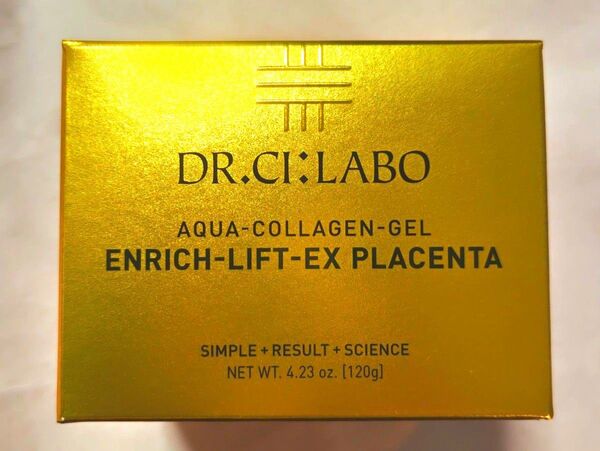 DR.CI:LABO
AQUA-COLLAGEN-GEL
ENRICH-LIFT-EX PLACENTA
SIMPLE+RESULT+SCIENCE
NET WT. 4.23 oz. [120g]